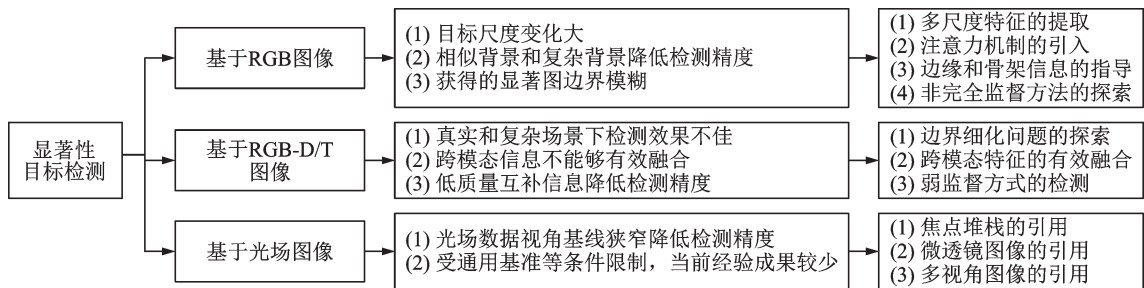 显著性
目标检测
基于RGB图像
(1) 目标尺度变化大
(2) 相似背景和复杂背景降低检测精度
(3) 获得的显著图边界模糊
(1) 多尺度特征的提取
(2) 注意力机制的引入
(3) 边缘和骨架信息的指导
(4) 非完全监督方法的探索
基于RGB-D/T
图像
(1) 真实和复杂场景下检测效果不佳
(2) 跨模态信息不能够有效融合
(3) 低质量互补信息降低检测精度
(1) 边界细化问题的探索
(2) 跨模态特征的有效融合
(3) 弱监督方式的检测
基于光场图像
(1) 光场数据视角基线狭窄降低检测精度
(2) 受通用基准等条件限制，当前经验成果较少
(1) 焦点堆栈的引用
(2) 微透镜图像的引用
(3) 多视角图像的引用